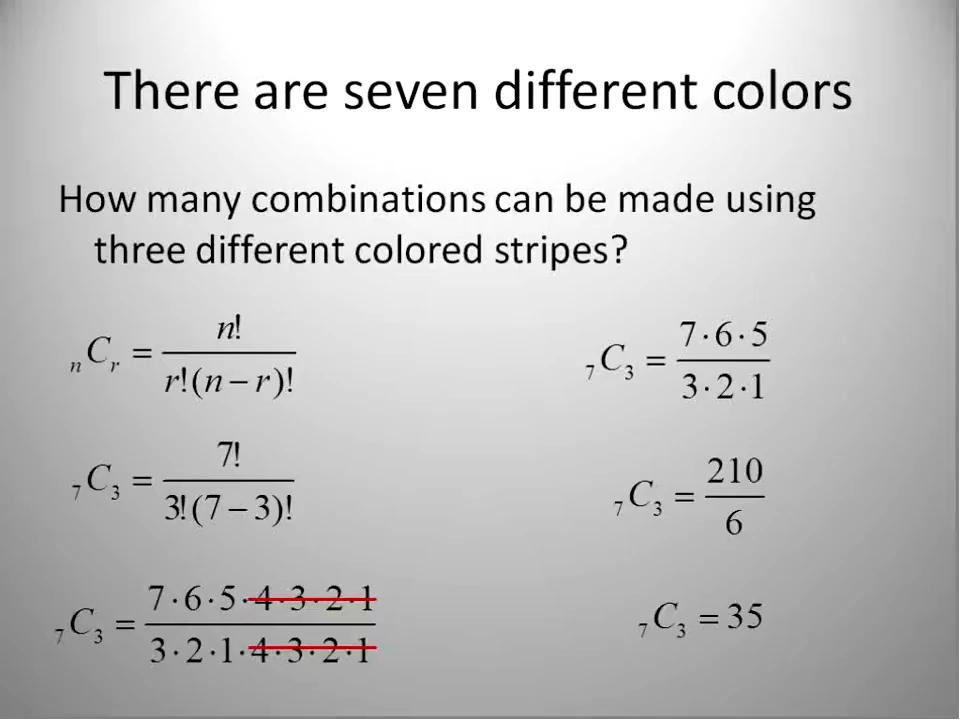 There are seven different colors
How many combinations can be made using
three different colored stripes?
ₙCᵣ = n! / r!(n − r)!
₇C₃ = 7! / 3!(7 − 3)!
₇C₃ = 7·6·5·4·3·2·1 / 3·2·1·4·3·2·1
₇C₃ = 7·6·5 / 3·2·1
₇C₃ = 210 / 6
₇C₃ = 35